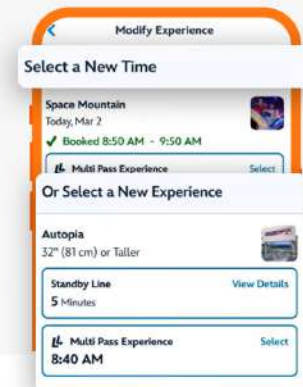 Modify Experience
Select a New Time
Space Mountain
Today, Mar 2
✓ Booked 8:50 AM - 9:50 AM
LL Multi Pass Experience Select
Or Select a New Experience
Autopia
32" (81 cm) or Taller
Standby Line View Details
5 Minutes
LL Multi Pass Experience Select
8:40 AM